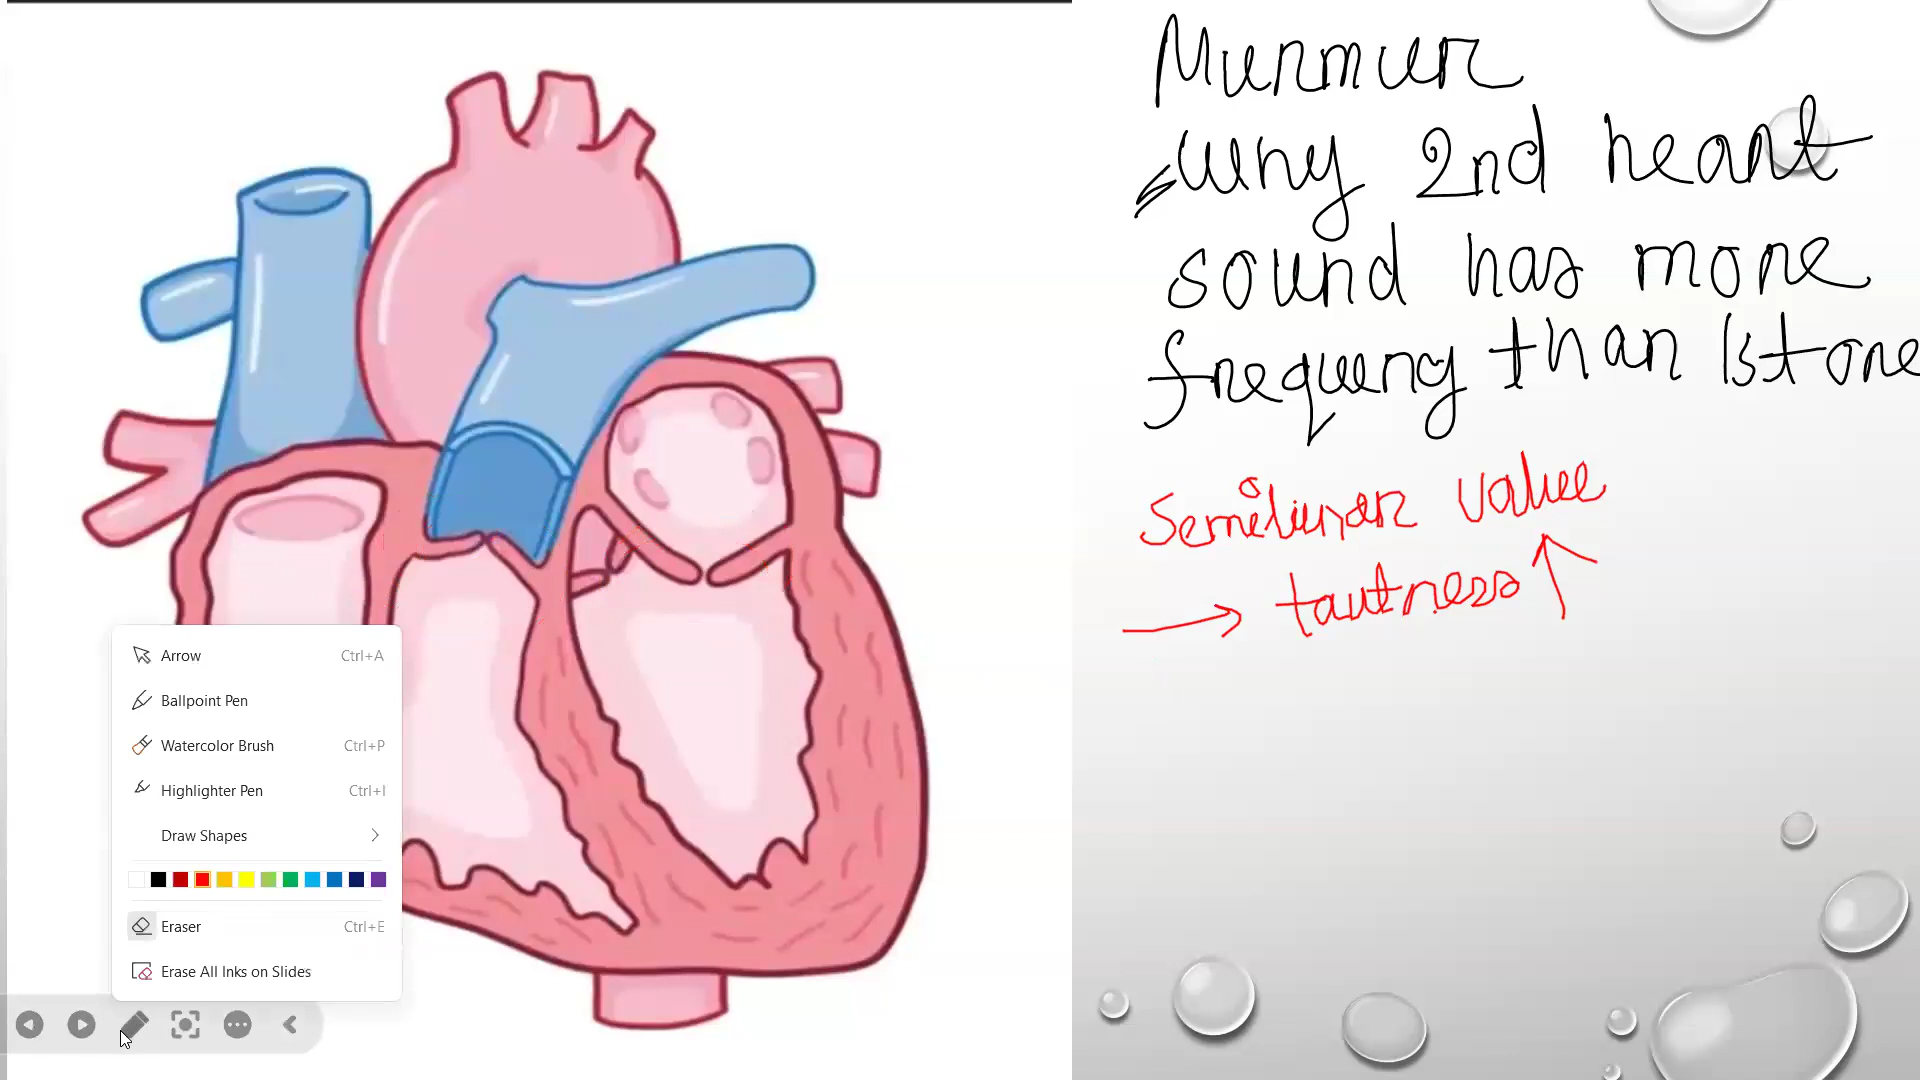 Murmur
why 2nd heart
sound has more
frequency than 1st one
semilunar valve
→ tautness ↑
Arrow Ctrl+A
Ballpoint Pen
Watercolor Brush Ctrl+P
Highlighter Pen Ctrl+I
Draw Shapes
Eraser Ctrl+E
Erase All Inks on Slides